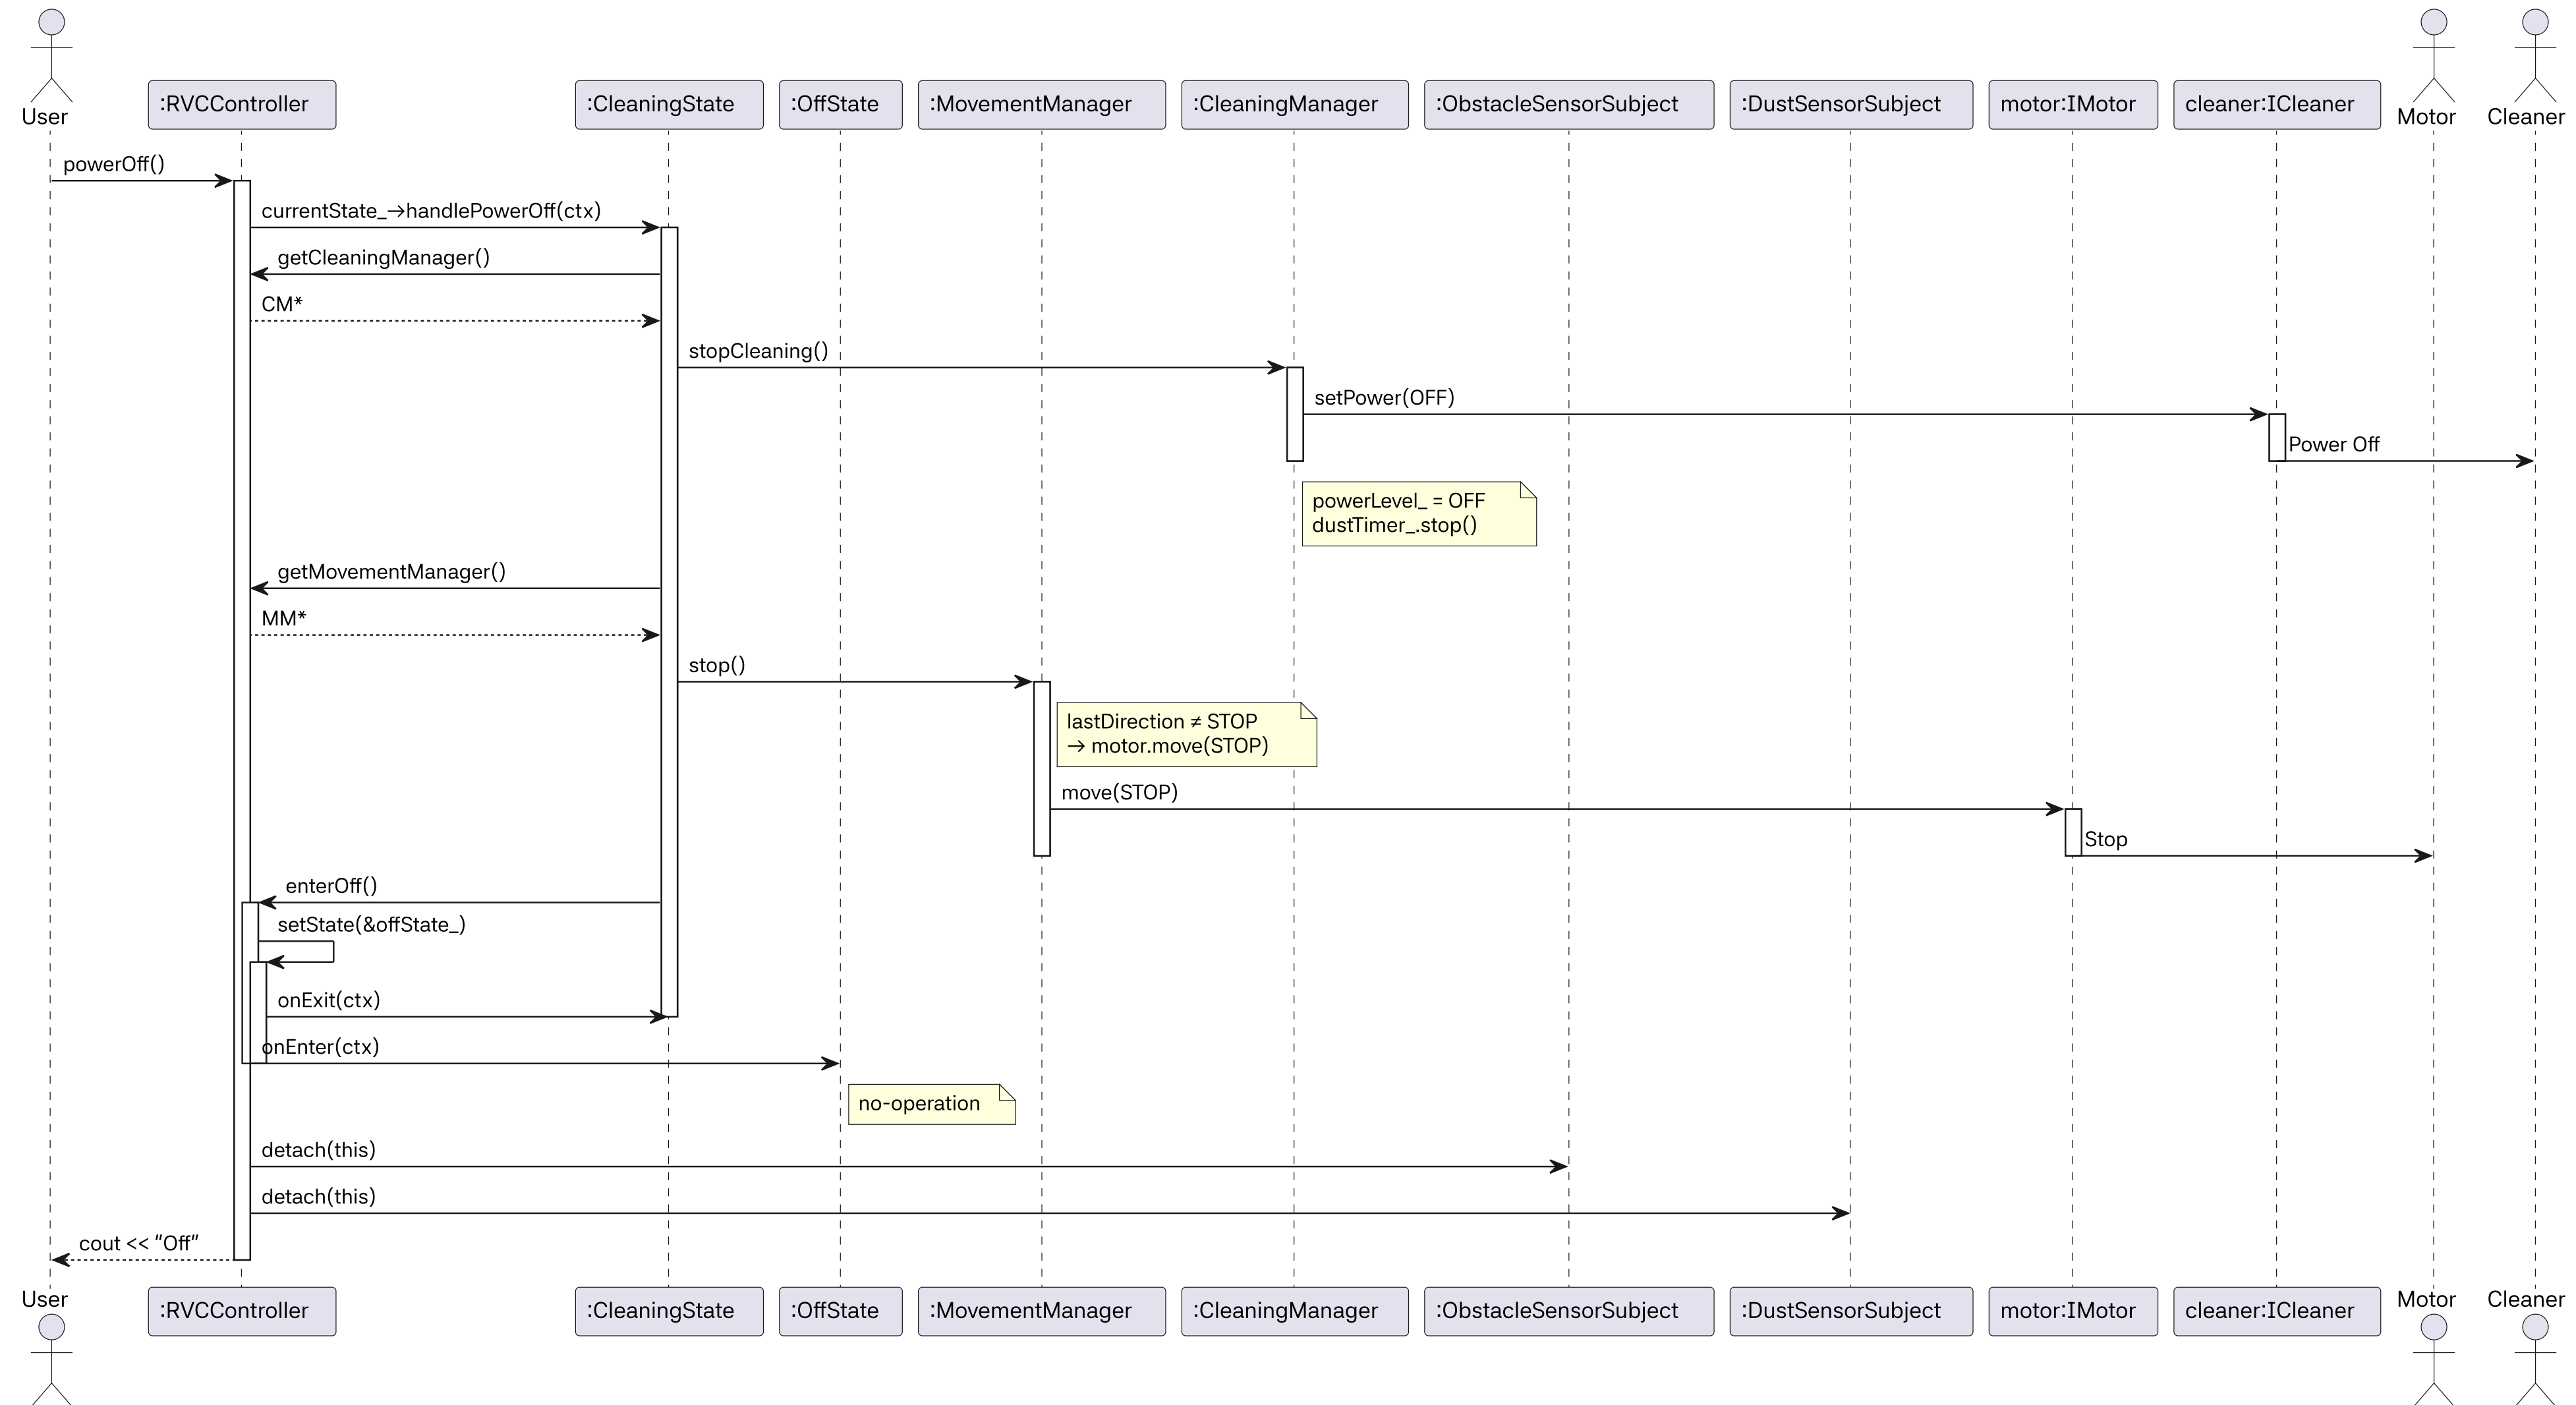 User
:RVCController
:CleaningState
:OffState
:MovementManager
:CleaningManager
:ObstacleSensorSubject
:DustSensorSubject
motor:IMotor
cleaner:ICleaner
Motor
Cleaner
powerOff()
currentState_→handlePowerOff(ctx)
getCleaningManager()
CM*
stopCleaning()
setPower(OFF)
Power Off
powerLevel_ = OFF
dustTimer_.stop()
getMovementManager()
MM*
stop()
lastDirection ≠ STOP
→ motor.move(STOP)
move(STOP)
Stop
enterOff()
setState(&offState_)
onExit(ctx)
onEnter(ctx)
no-operation
detach(this)
detach(this)
cout << “Off”
User
:RVCController
:CleaningState
:OffState
:MovementManager
:CleaningManager
:ObstacleSensorSubject
:DustSensorSubject
motor:IMotor
cleaner:ICleaner
Motor
Cleaner